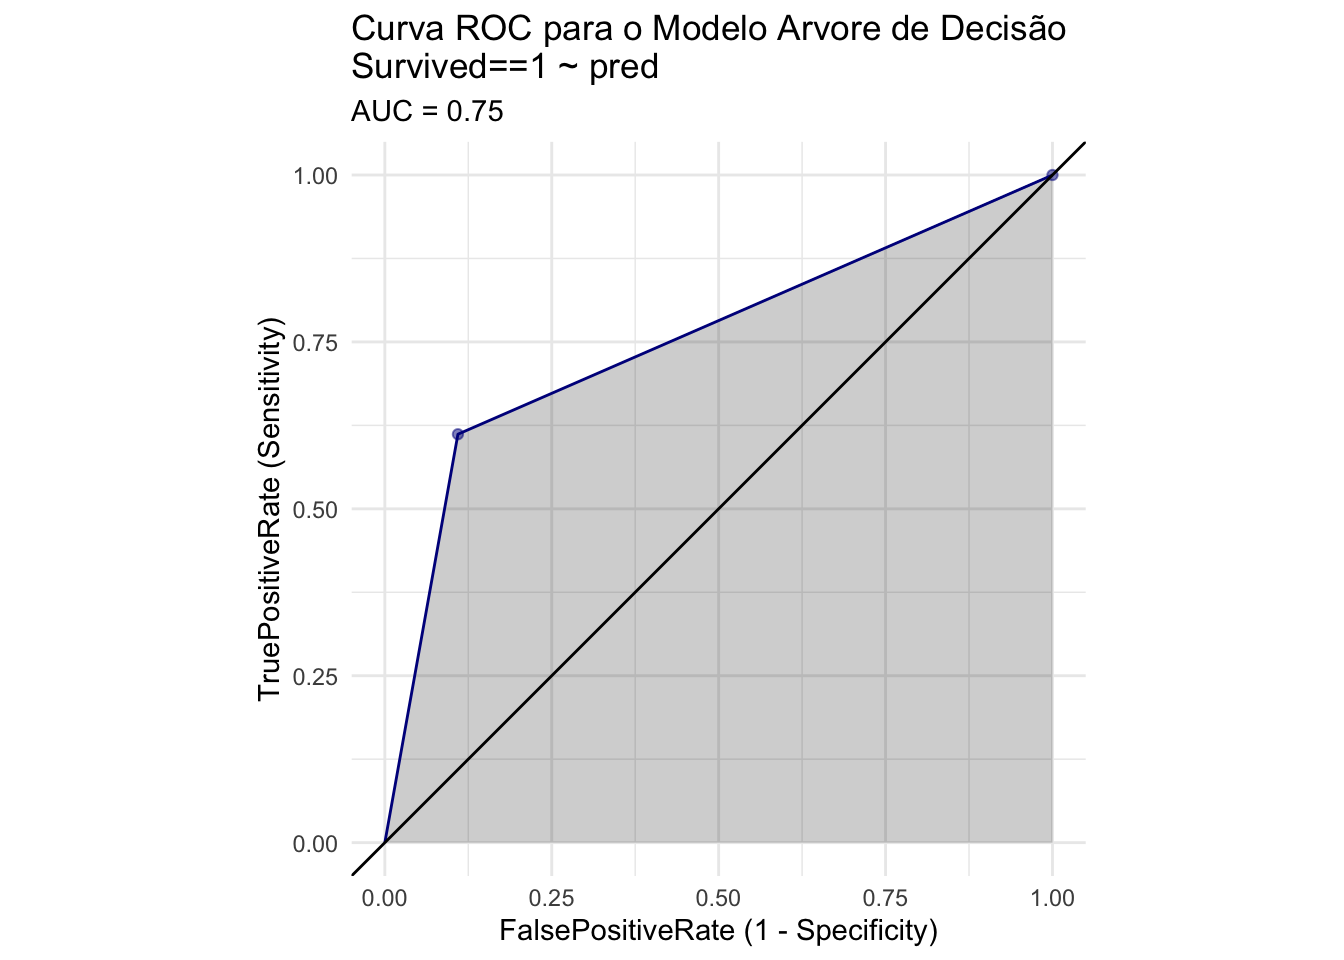 Curva ROC para o Modelo Arvore de Decisão
Survived==1 ~ pred
AUC = 0.75
TruePositiveRate (Sensitivity)
1.00
0.75
0.50
0.25
0.00
0.00 0.25 0.50 0.75 1.00
FalsePositiveRate (1 - Specificity)